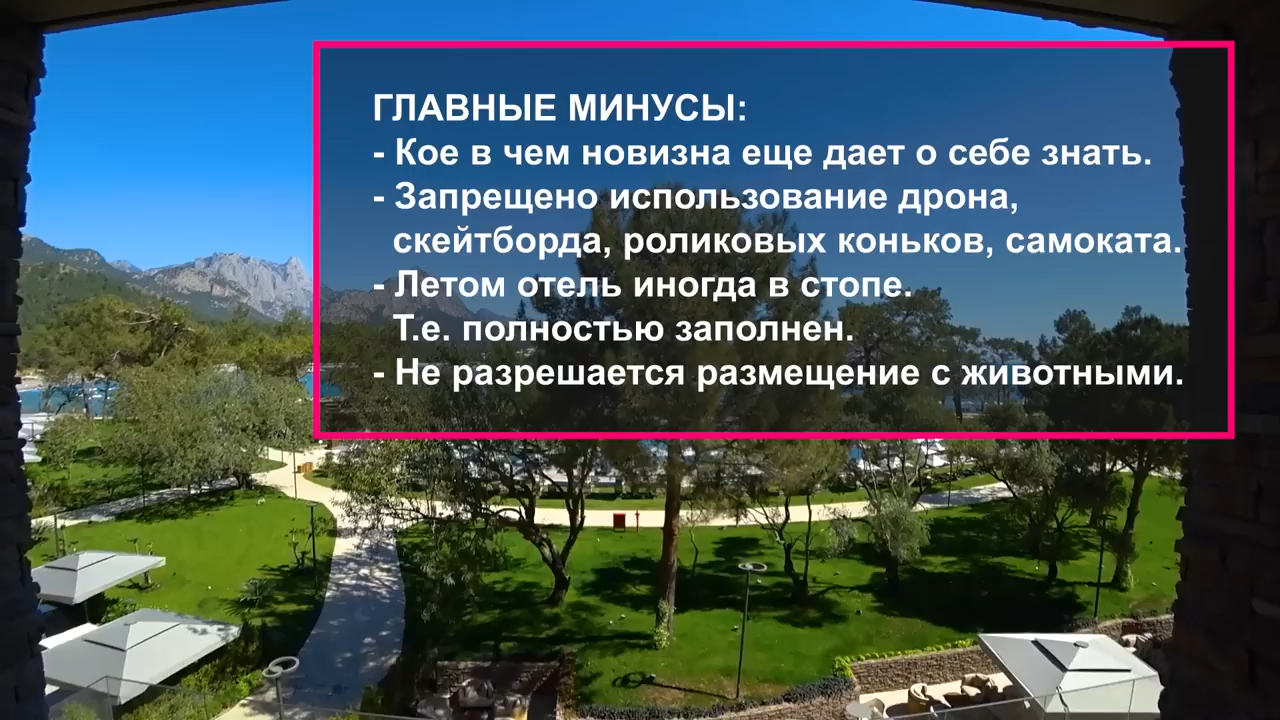 ГЛАВНЫЕ МИНУСЫ:
- Кое в чем новизна еще дает о себе знать.
- Запрещено использование дрона,
скейтборда, роликовых коньков, самоката.
- Летом отель иногда в стопе.
Т.е. полностью заполнен.
- Не разрешается размещение с животными.